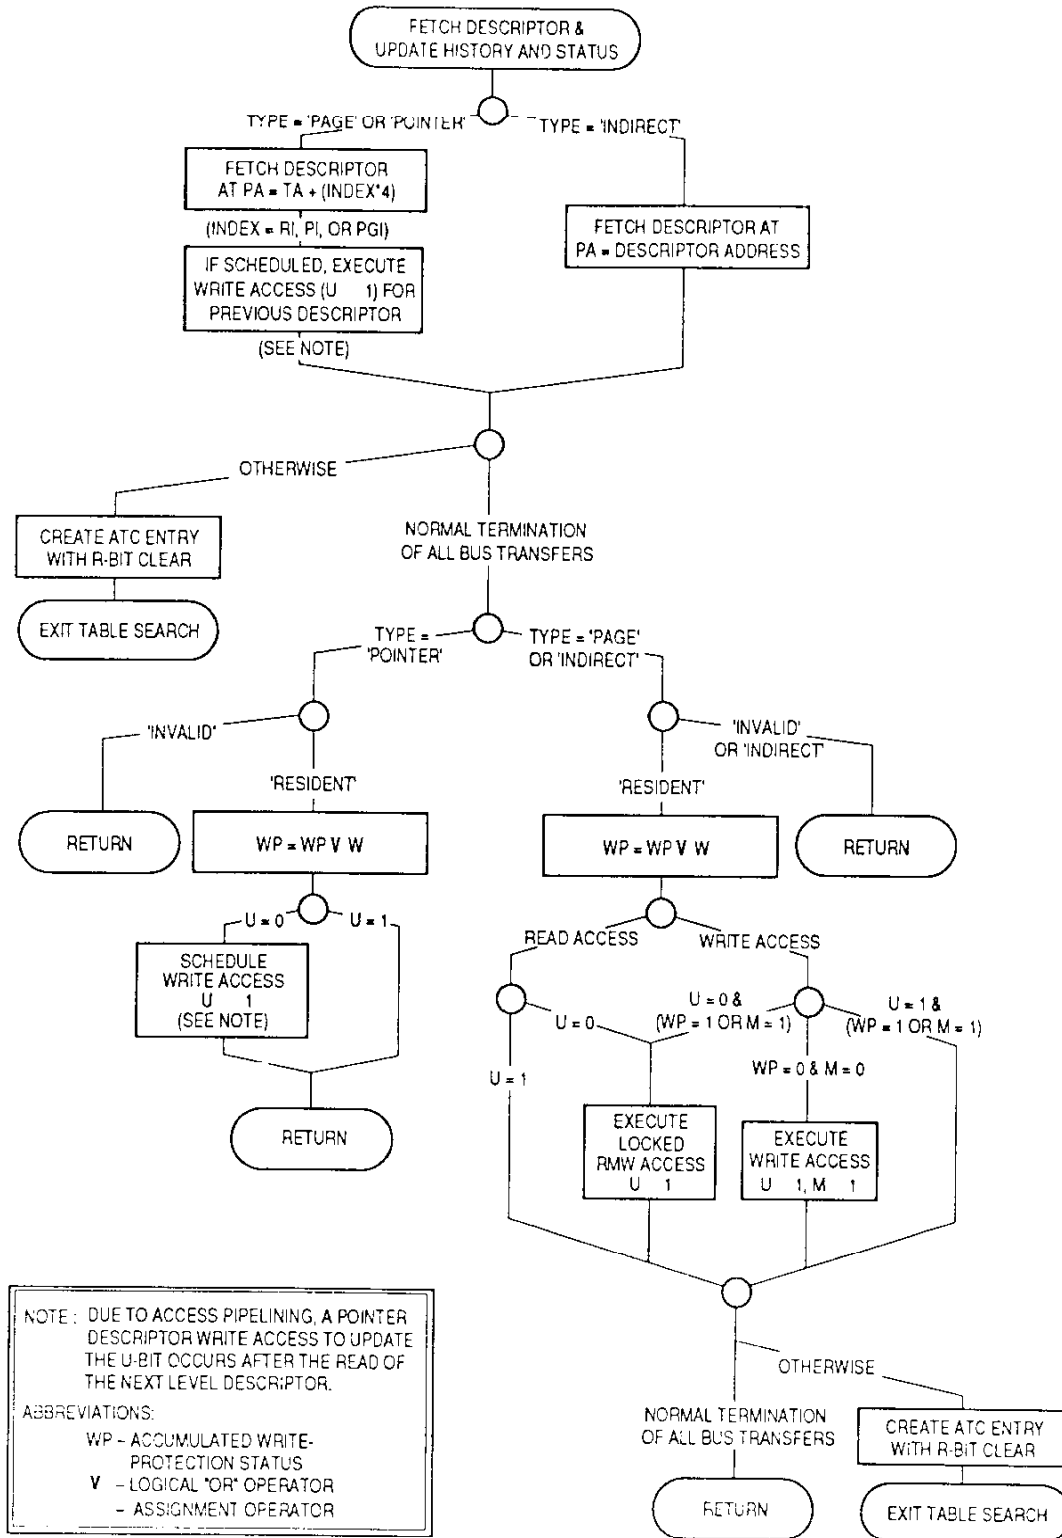 FETCH DESCRIPTOR &
UPDATE HISTORY AND STATUS
TYPE = 'PAGE' OR 'POINTER'
TYPE = 'INDIRECT'
FETCH DESCRIPTOR
AT PA = TA + (INDEX*4)
(INDEX = RI, PI, OR PGI)
FETCH DESCRIPTOR AT
PA = DESCRIPTOR ADDRESS
IF SCHEDULED, EXECUTE
WRITE ACCESS (U 1) FOR
PREVIOUS DESCRIPTOR
(SEE NOTE)
OTHERWISE
CREATE ATC ENTRY
WITH R-BIT CLEAR
EXIT TABLE SEARCH
NORMAL TERMINATION
OF ALL BUS TRANSFERS
TYPE =
'POINTER'
TYPE = 'PAGE'
OR 'INDIRECT'
'INVALID'
'RESIDENT'
RETURN
WP = WP V W
U = 0
U = 1
SCHEDULE
WRITE ACCESS
U 1
(SEE NOTE)
RETURN
'INVALID'
OR 'INDIRECT'
'RESIDENT'
WP = WP V W
RETURN
READ ACCESS
WRITE ACCESS
U = 0
U = 1
U = 0 &
(WP = 1 OR M = 1)
U = 1 &
(WP = 1 OR M = 1)
WP = 0 & M = 0
EXECUTE
LOCKED
RMW ACCESS
U 1
EXECUTE
WRITE ACCESS
U 1, M 1
OTHERWISE
NORMAL TERMINATION
OF ALL BUS TRANSFERS
RETURN
CREATE ATC ENTRY
WITH R-BIT CLEAR
EXIT TABLE SEARCH
NOTE : DUE TO ACCESS PIPELINING, A POINTER
DESCRIPTOR WRITE ACCESS TO UPDATE
THE U-BIT OCCURS AFTER THE READ OF
THE NEXT LEVEL DESCRIPTOR.
ABBREVIATIONS:
WP – ACCUMULATED WRITE-
PROTECTION STATUS
V – LOGICAL "OR" OPERATOR
– ASSIGNMENT OPERATOR